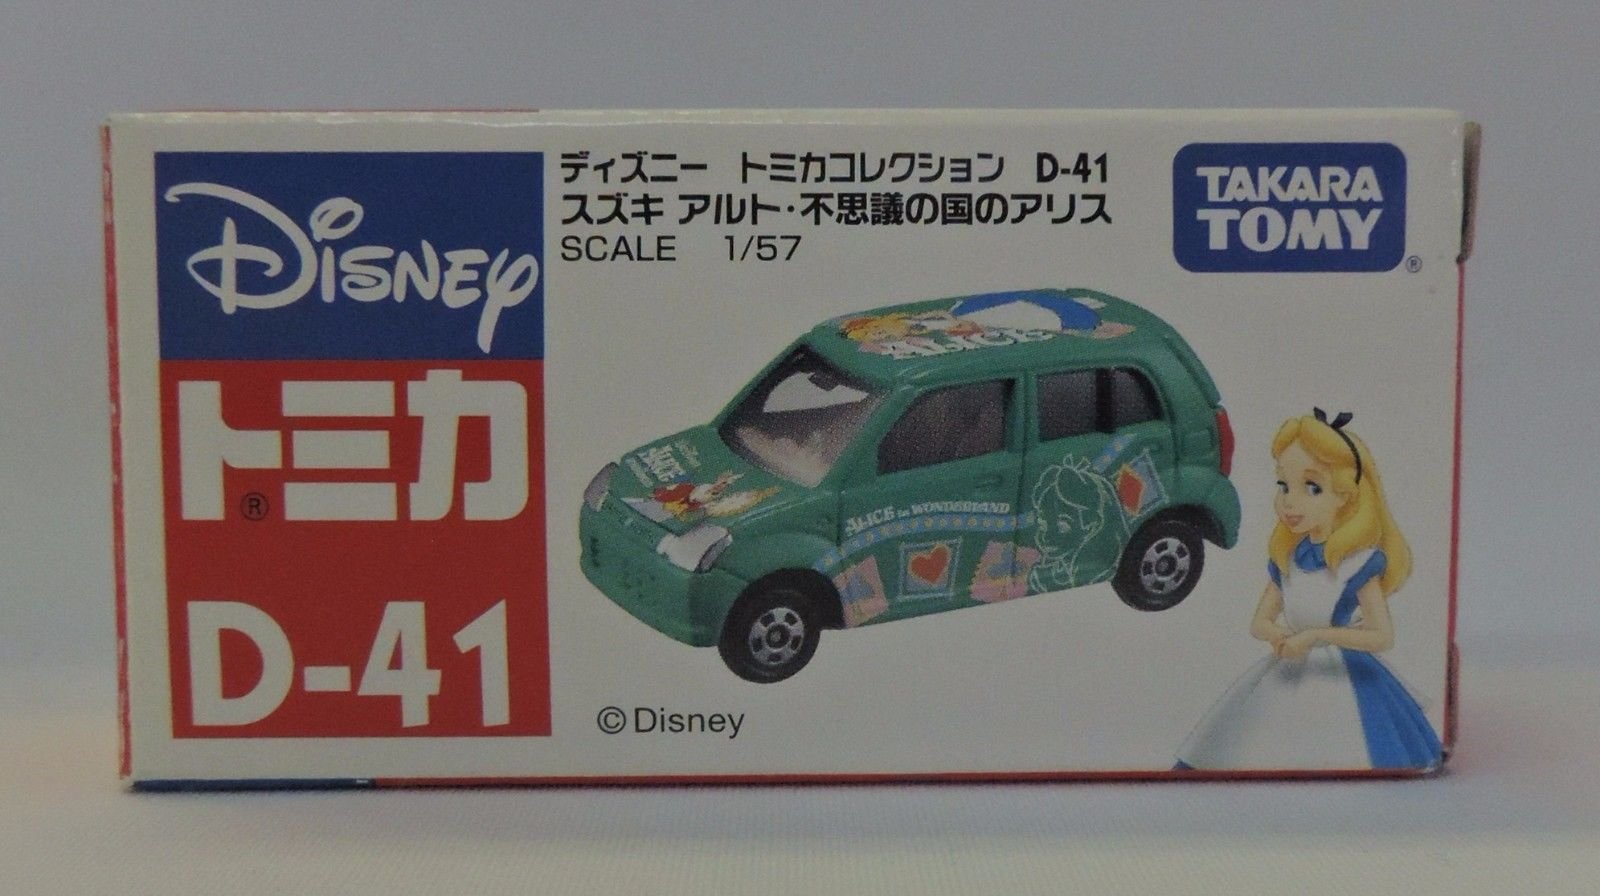 Disney
トミカ
®
D-41
ディズニー トミカコレクション D-41
スズキ アルト・不思議の国のアリス
SCALE 1/57
TAKARA
TOMY
®
ALICE
ALICE
ALICE in WONDERLAND
©Disney